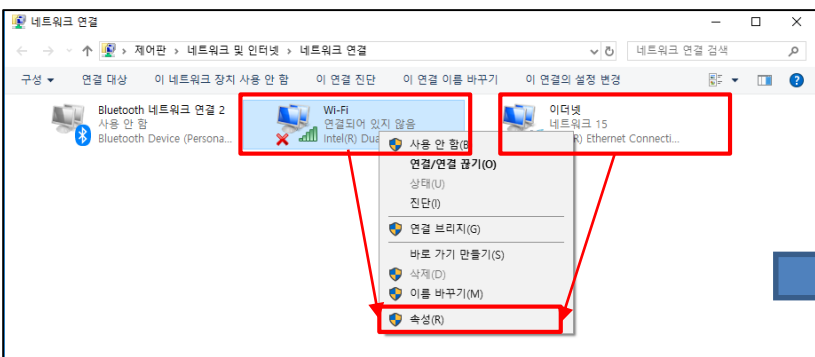 네트워크 연결
제어판 › 네트워크 및 인터넷 › 네트워크 연결
네트워크 연결 검색
구성 연결 대상 이 네트워크 장치 사용 안 함 이 연결 진단 이 연결 이름 바꾸기 이 연결의 설정 변경
Bluetooth 네트워크 연결 2
사용 안 함
Bluetooth Device (Persona...
Wi-Fi
연결되어 있지 않음
Intel(R) Dua
이더넷
네트워크 15
R) Ethernet Connecti...
사용 안 함(B
연결/연결 끊기(O)
상태(U)
진단(I)
연결 브리지(G)
바로 가기 만들기(S)
삭제(D)
이름 바꾸기(M)
속성(R)